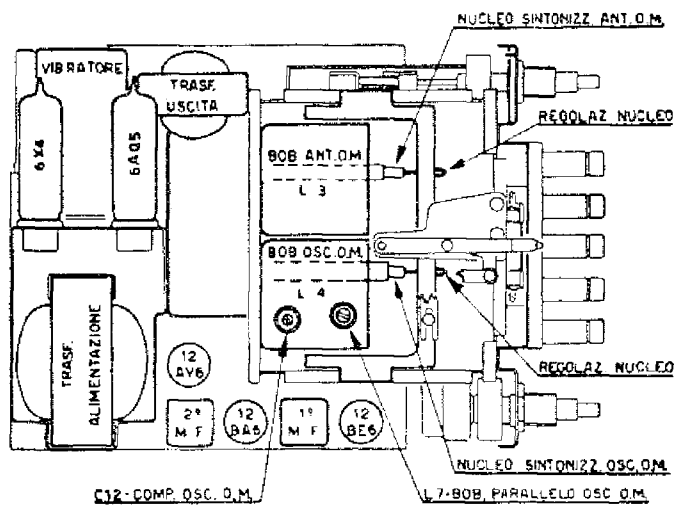 NUCLEO SINTONIZZ. ANT. O.M.
VIBRATORE
TRASF.
USCITA
REGOLAZ NUCLEO
6X4
6AQ5
BOB ANT. O.M.
L 3
BOB OSC. O.M.
L 4
TRASF.
ALIMENTAZIONE
12
AV6
REGOLAZ NUCLEO
2ª
M F
12
BA6
1ª
M F
12
BE6
NUCLEO SINTONIZZ. OSC. O.M.
C12-COMP. OSC. O.M.
L7-BOB. PARALLELO OSC O.M.